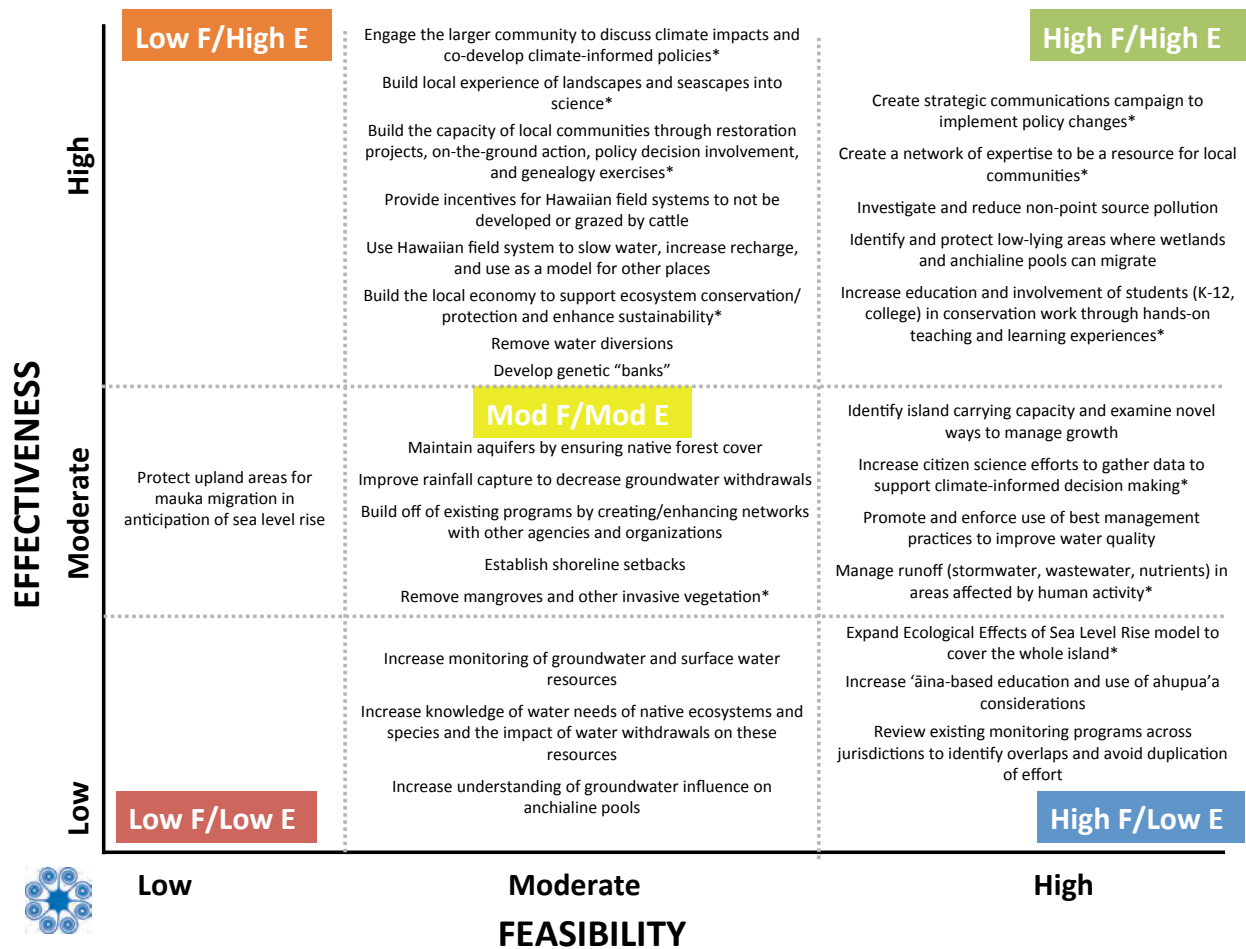 Low F/High E
Engage the larger community to discuss climate impacts and
co-develop climate-informed policies*
Build local experience of landscapes and seascapes into
science*
Build the capacity of local communities through restoration
projects, on-the-ground action, policy decision involvement,
and genealogy exercises*
Provide incentives for Hawaiian field systems to not be
developed or grazed by cattle
Use Hawaiian field system to slow water, increase recharge,
and use as a model for other places
Build the local economy to support ecosystem conservation/
protection and enhance sustainability*
Remove water diversions
Develop genetic “banks”
High F/High E
Create strategic communications campaign to
implement policy changes*
Create a network of expertise to be a resource for local
communities*
Investigate and reduce non-point source pollution
Identify and protect low-lying areas where wetlands
and anchialine pools can migrate
Increase education and involvement of students (K-12,
college) in conservation work through hands-on
teaching and learning experiences*
High
EFFECTIVENESS
Moderate
Protect upland areas for
mauka migration in
anticipation of sea level rise
Mod F/Mod E
Maintain aquifers by ensuring native forest cover
Improve rainfall capture to decrease groundwater withdrawals
Build off of existing programs by creating/enhancing networks
with other agencies and organizations
Establish shoreline setbacks
Remove mangroves and other invasive vegetation*
Identify island carrying capacity and examine novel
ways to manage growth
Increase citizen science efforts to gather data to
support climate-informed decision making*
Promote and enforce use of best management
practices to improve water quality
Manage runoff (stormwater, wastewater, nutrients) in
areas affected by human activity*
Low
Low F/Low E
Increase monitoring of groundwater and surface water
resources
Increase knowledge of water needs of native ecosystems and
species and the impact of water withdrawals on these
resources
Increase understanding of groundwater influence on
anchialine pools
Expand Ecological Effects of Sea Level Rise model to
cover the whole island*
Increase ‘āina-based education and use of ahupua’a
considerations
Review existing monitoring programs across
jurisdictions to identify overlaps and avoid duplication
of effort
High F/Low E
Low
Moderate
High
FEASIBILITY